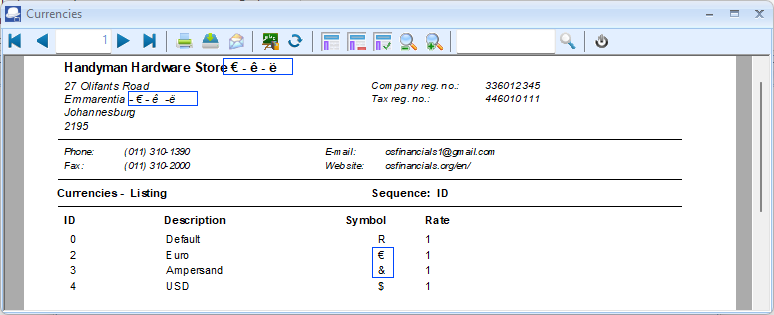 Currencies
1
Handyman Hardware Store € - ê - ë
27 Olifants Road Company reg. no.: 336012345
Emmarentia - € - ê -ë Tax reg. no.: 446010111
Johannesburg
2195
Phone: (011) 310-1390 E-mail: osfinancials1@gmail.com
Fax: (011) 310-2000 Website: osfinancials.org/en/
Currencies - Listing Sequence: ID
ID Description Symbol Rate
0 Default R 1
2 Euro € 1
3 Ampersand & 1
4 USD $ 1